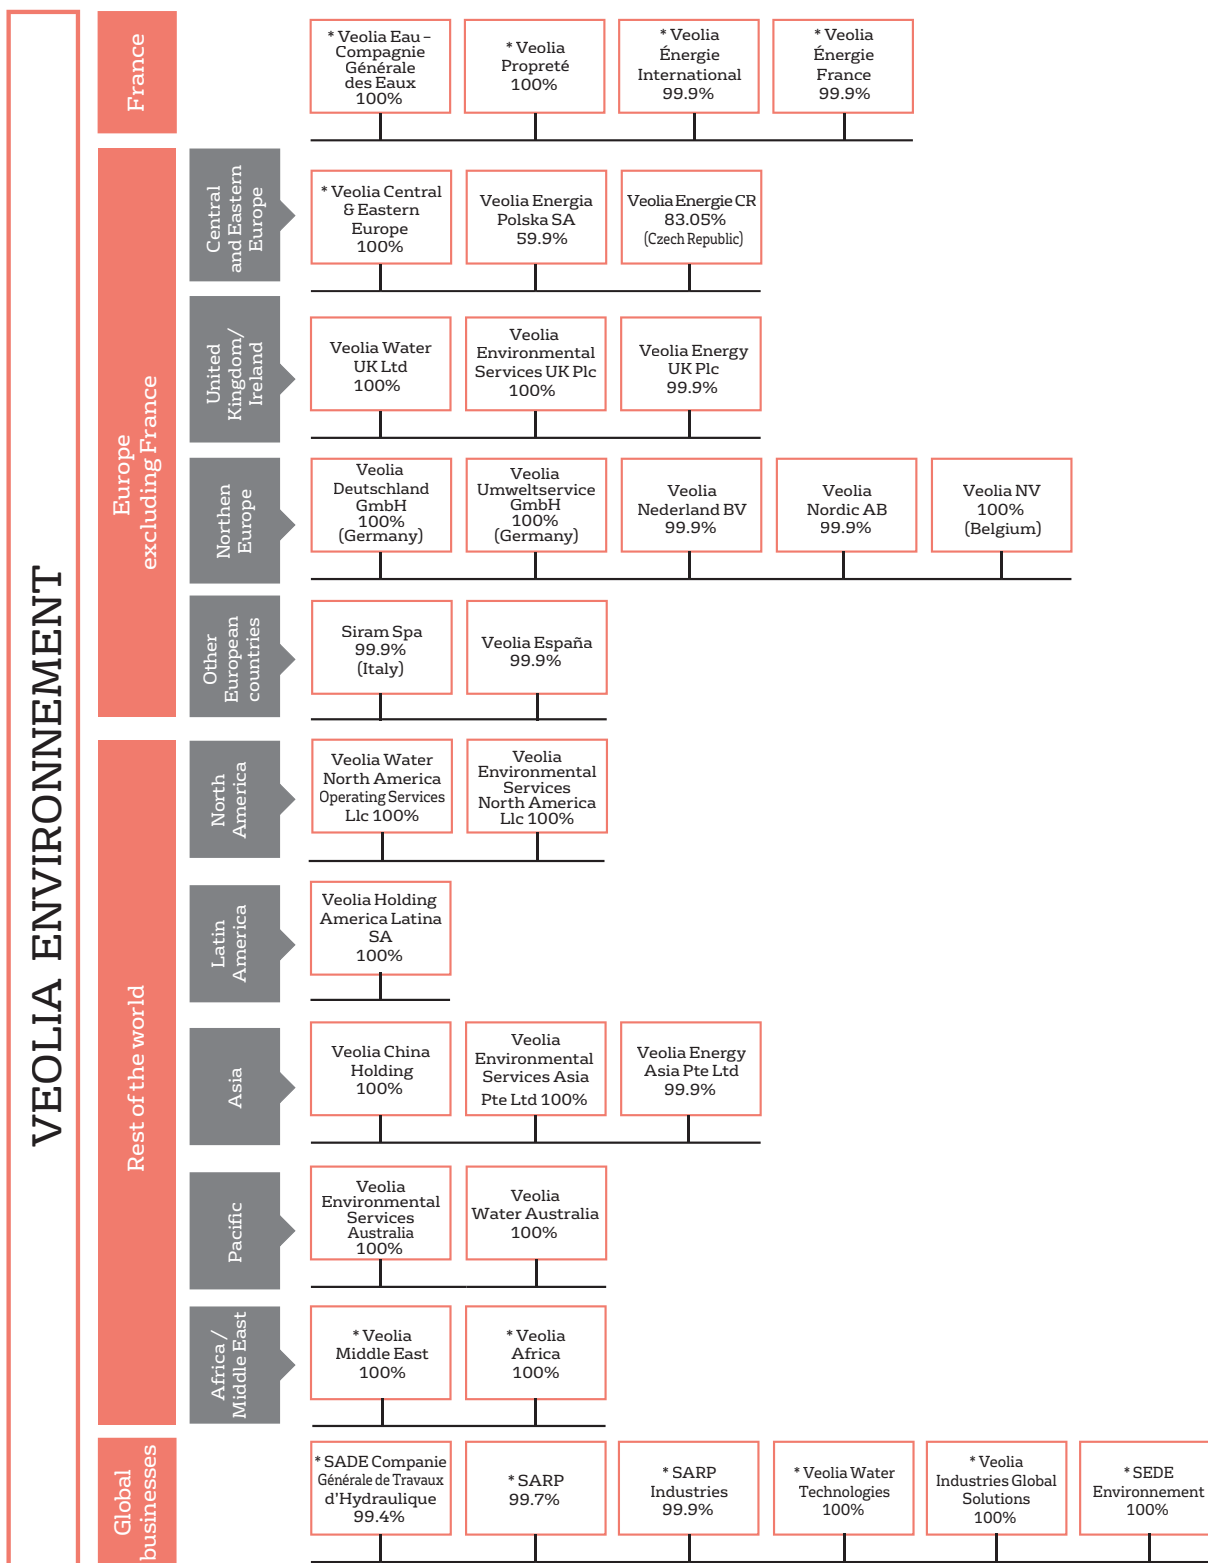 VEOLIA ENVIRONNEMENT
France
* Veolia Eau –
Compagnie
Générale
des Eaux
100%
* Veolia
Propreté
100%
* Veolia
Énergie
International
99.9%
* Veolia
Énergie
France
99.9%
Europe
excluding France
Central
and Eastern
Europe
* Veolia Central
& Eastern
Europe
100%
Veolia Energia
Polska SA
59.9%
Veolia Energie CR
83.05%
(Czech Republic)
United
Kingdom/
Ireland
Veolia Water
UK Ltd
100%
Veolia
Environmental
Services UK Plc
100%
Veolia Energy
UK Plc
99.9%
Northen
Europe
Veolia
Deutschland
GmbH
100%
(Germany)
Veolia
Umweltservice
GmbH
100%
(Germany)
Veolia
Nederland BV
99.9%
Veolia
Nordic AB
99.9%
Veolia NV
100%
(Belgium)
Other
European
countries
Siram Spa
99.9%
(Italy)
Veolia España
99.9%
Rest of the world
North
America
Veolia Water
North America
Operating Services
Llc 100%
Veolia
Environmental
Services
North America
Llc 100%
Latin
America
Veolia Holding
America Latina
SA
100%
Asia
Veolia China
Holding
100%
Veolia
Environmental
Services Asia
Pte Ltd 100%
Veolia Energy
Asia Pte Ltd
99.9%
Pacific
Veolia
Environmental
Services
Australia
100%
Veolia
Water Australia
100%
Africa /
Middle East
* Veolia
Middle East
100%
* Veolia
Africa
100%
Global
businesses
* SADE Companie
Générale de Travaux
d'Hydraulique
99.4%
* SARP
99.7%
* SARP
Industries
99.9%
* Veolia Water
Technologies
100%
* Veolia
Industries Global
Solutions
100%
* SEDE
Environnement
100%